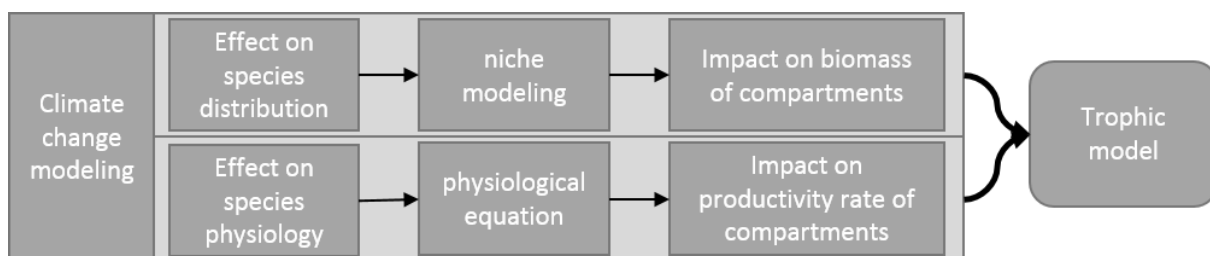 Climate
change
modeling
Effect on
species
distribution
niche
modeling
Impact on biomass
of compartments
Effect on
species
physiology
physiological
equation
Impact on
productivity rate of
compartments
Trophic
model